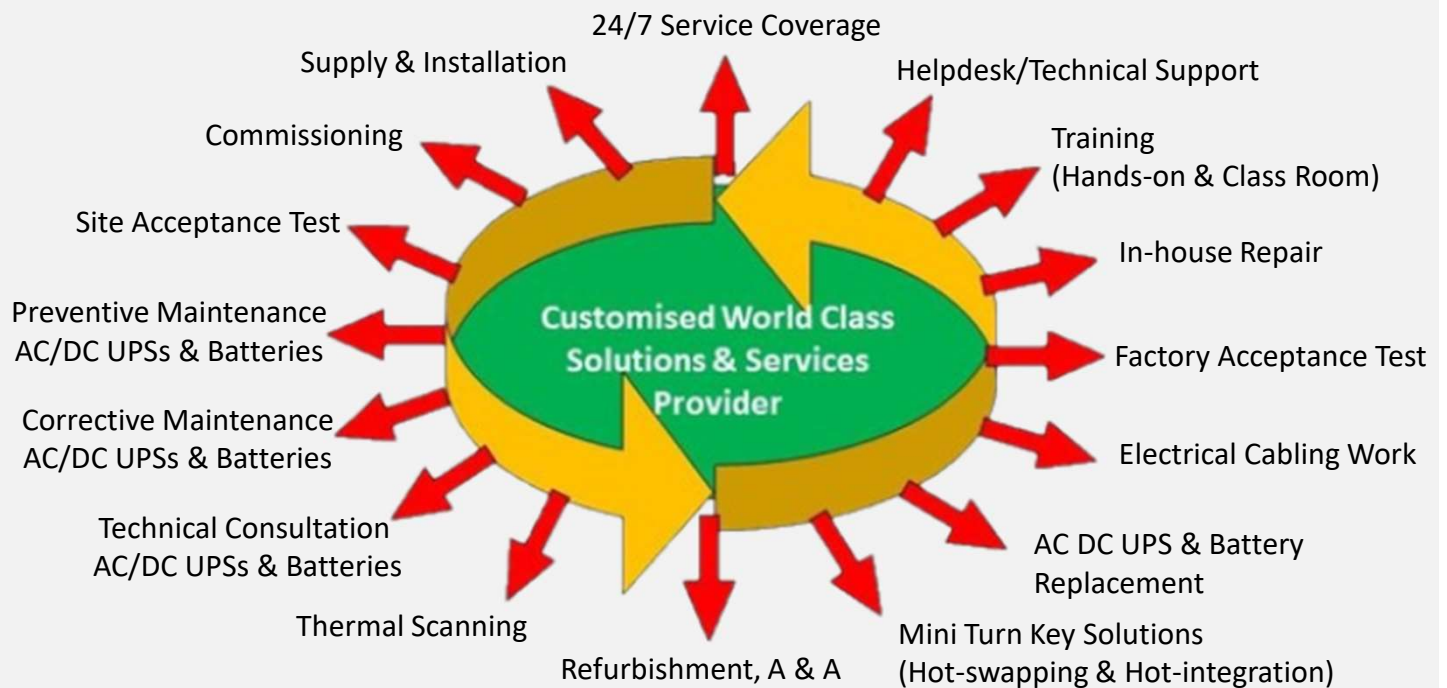 24/7 Service Coverage
Supply & Installation
Helpdesk/Technical Support
Commissioning
Training
(Hands-on & Class Room)
Site Acceptance Test
In-house Repair
Preventive Maintenance
AC/DC UPSs & Batteries
Customised World Class
Solutions & Services
Provider
Factory Acceptance Test
Corrective Maintenance
AC/DC UPSs & Batteries
Electrical Cabling Work
Technical Consultation
AC/DC UPSs & Batteries
AC DC UPS & Battery
Replacement
Thermal Scanning
Mini Turn Key Solutions
(Hot-swapping & Hot-integration)
Refurbishment, A & A